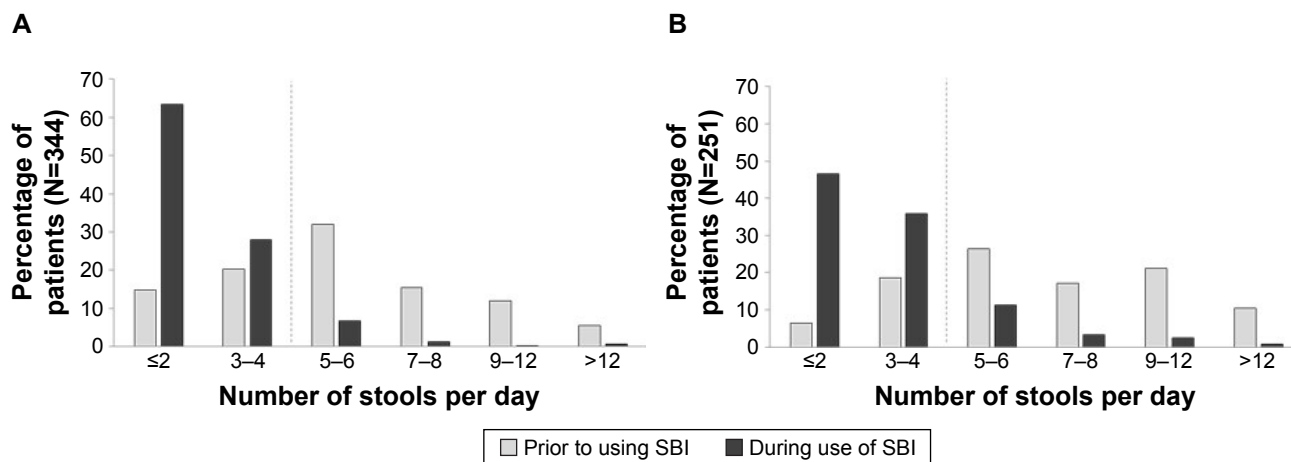 A
B
Percentage of
patients (N=344)
70
60
50
40
30
20
10
0
≤2 3–4 5–6 7–8 9–12 >12
Number of stools per day
Percentage of
patients (N=251)
70
60
50
40
30
20
10
0
≤2 3–4 5–6 7–8 9–12 >12
Number of stools per day
Prior to using SBI During use of SBI